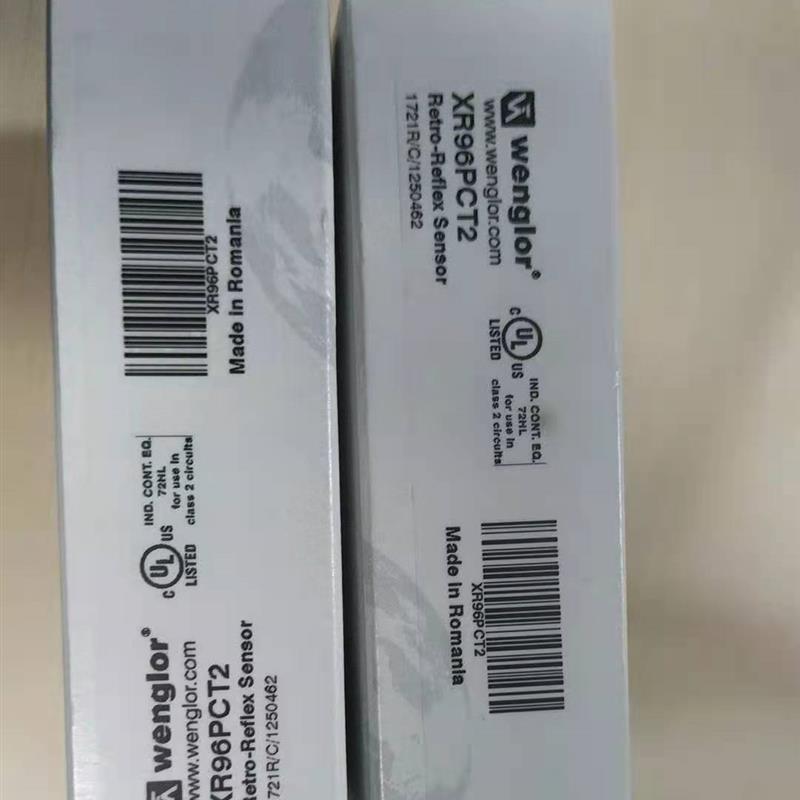 wenglor®
www.wenglor.com
XR96PCT2
Retro-Reflex Sensor
1721R/C/1250462
C UL US
LISTED
IND. CONT. EQ.
72HL
for use in
class 2 circuits
XR96PCT2
Made in Romania
wenglor®
www.wenglor.com
XR96PCT2
Retro-Reflex Sensor
721R/C/1250462
C UL US
LISTED
IND. CONT. EQ.
72HL
for use in
class 2 circuits
XR96PCT2
Made in Romania